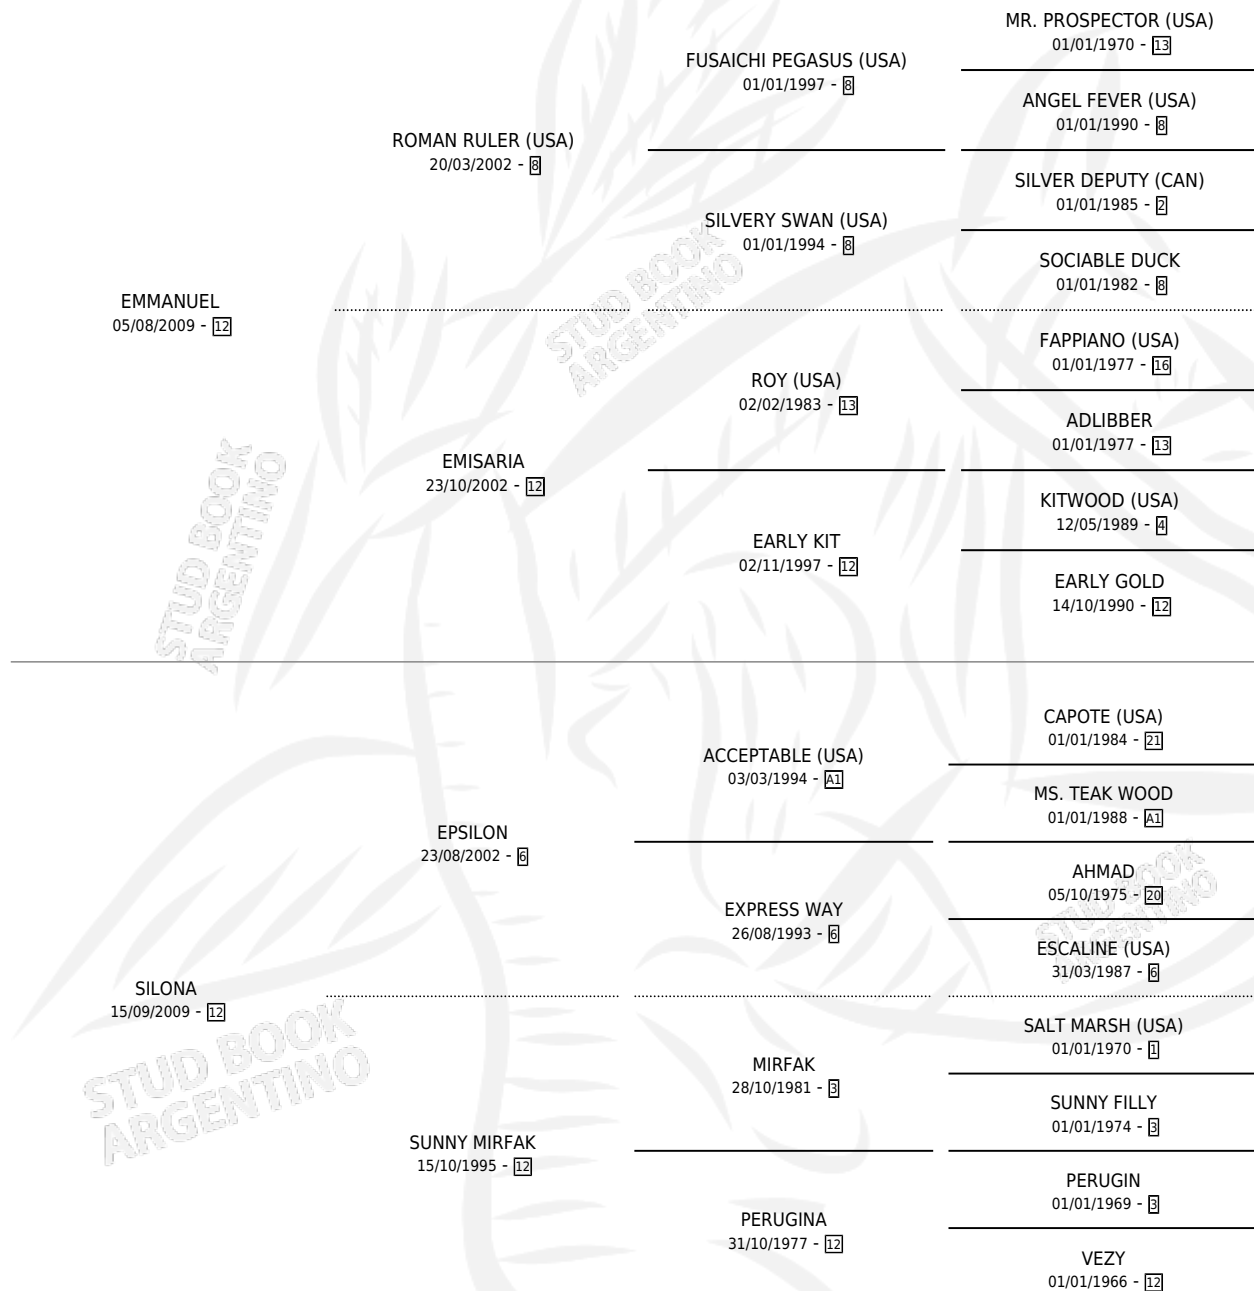 MR. PROSPECTOR (USA)
01/01/1970 - 13
FUSAICHI PEGASUS (USA)
01/01/1997 - 8
ANGEL FEVER (USA)
01/01/1990 - 8
ROMAN RULER (USA)
20/03/2002 - 8
SILVER DEPUTY (CAN)
01/01/1985 - 2
SILVERY SWAN (USA)
01/01/1994 - 8
SOCIABLE DUCK
01/01/1982 - 8
EMMANUEL
05/08/2009 - 12
FAPPIANO (USA)
01/01/1977 - 16
ROY (USA)
02/02/1983 - 13
ADLIBBER
01/01/1977 - 13
EMISARIA
23/10/2002 - 12
KITWOOD (USA)
12/05/1989 - 4
EARLY KIT
02/11/1997 - 12
EARLY GOLD
14/10/1990 - 12
CAPOTE (USA)
01/01/1984 - 21
ACCEPTABLE (USA)
03/03/1994 - A1
MS. TEAK WOOD
01/01/1988 - A1
EPSILON
23/08/2002 - 6
AHMAD
05/10/1975 - 20
EXPRESS WAY
26/08/1993 - 6
ESCALINE (USA)
31/03/1987 - 6
SILONA
15/09/2009 - 12
SALT MARSH (USA)
01/01/1970 - 1
MIRFAK
28/10/1981 - 3
SUNNY FILLY
01/01/1974 - 3
SUNNY MIRFAK
15/10/1995 - 12
PERUGIN
01/01/1969 - 3
PERUGINA
31/10/1977 - 12
VEZY
01/01/1966 - 12
STUD BOOK
ARGENTINO
STUD BOOK
ARGENTINO
STUD BOOK
ARGENTINO
STUD BOOK
ARGENTINO